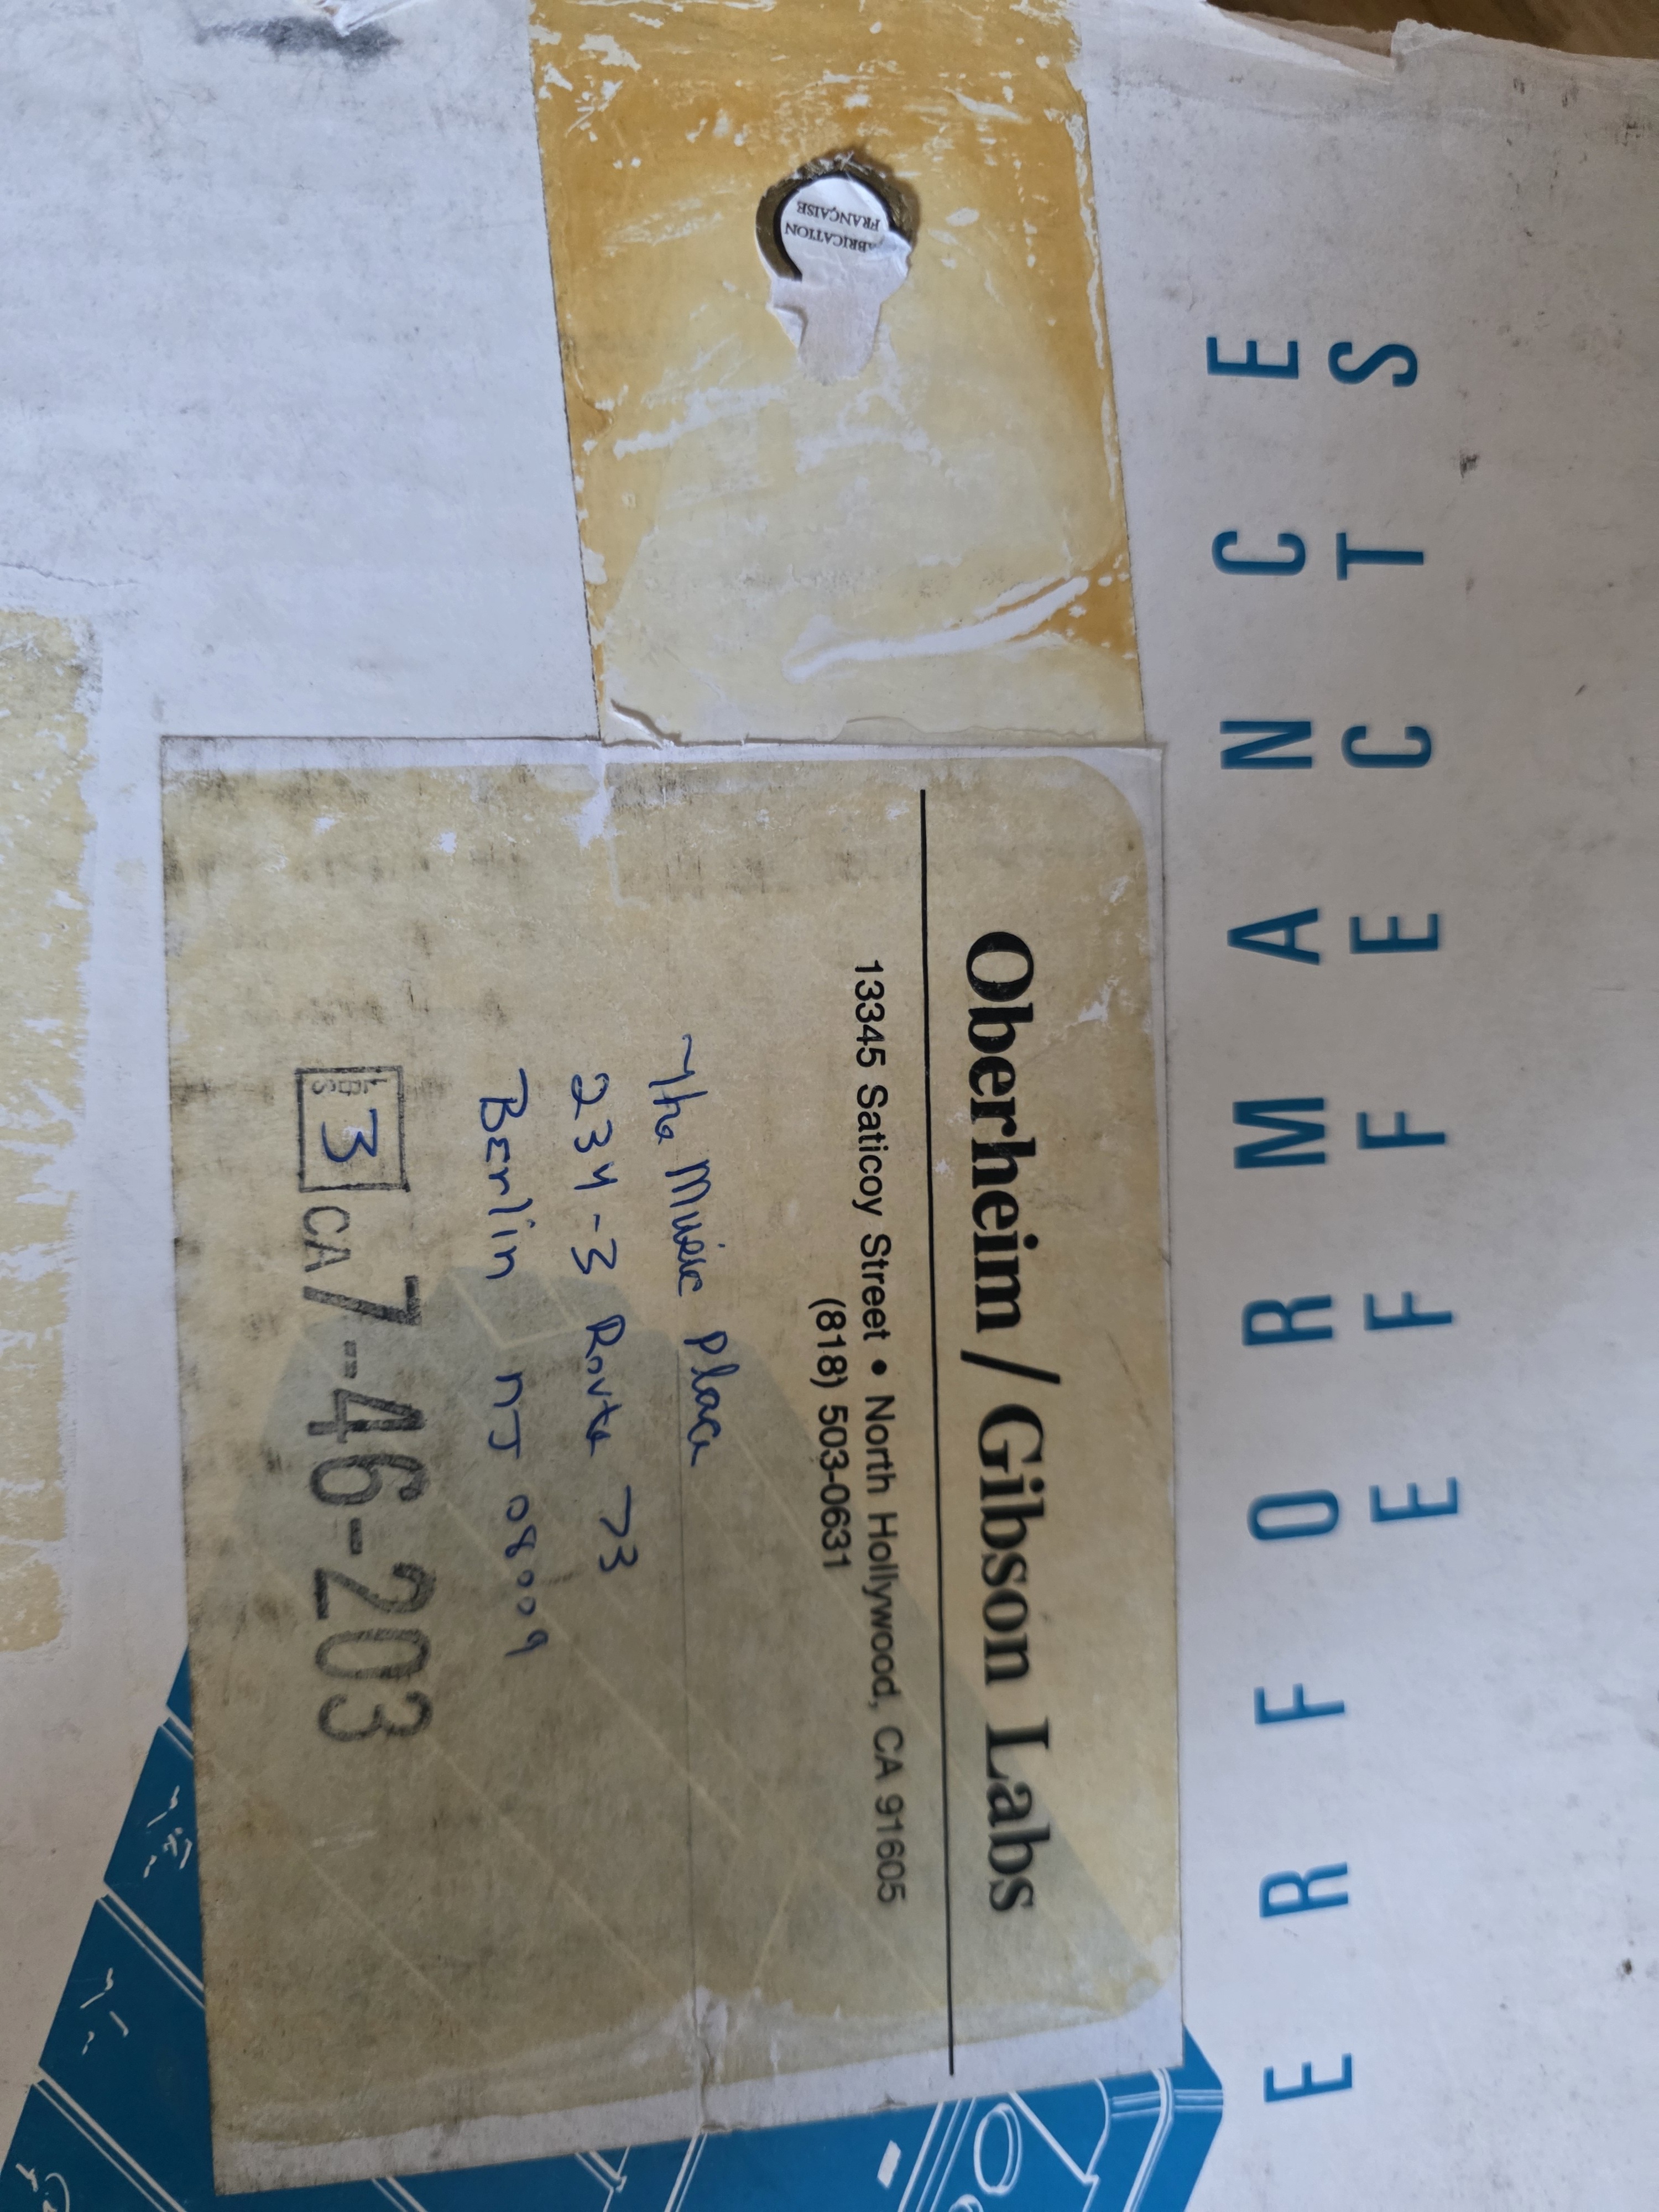 ERFORMANCE
EFFECTS
Oberheim / Gibson Labs
13345 Saticoy Street • North Hollywood, CA 91605
(818) 503-0631
The Music Place
234-3 Route 73
Berlin NJ 08009
3 CA 7-46-203
FABRICATION
FRANÇAISE